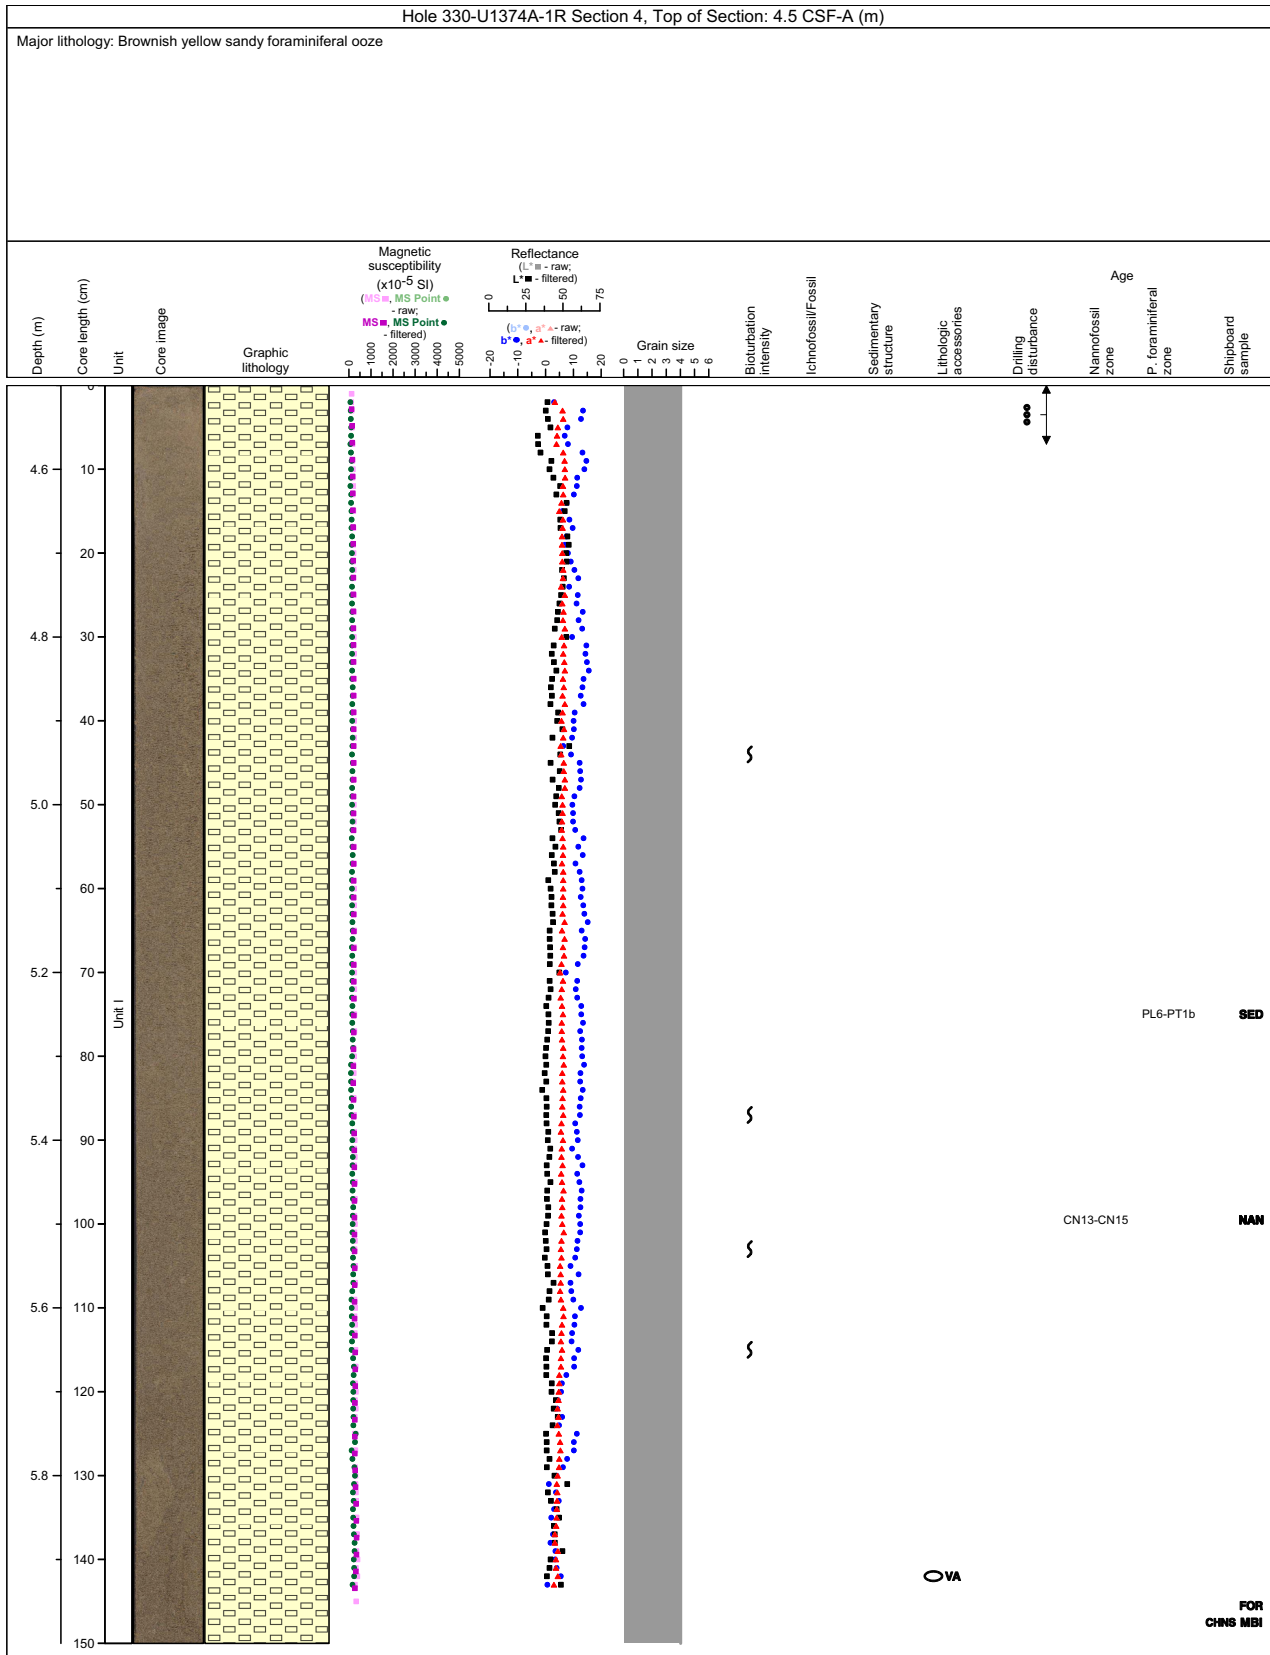 Hole 330-U1374A-1R Section 4, Top of Section: 4.5 CSF-A (m)
Major lithology: Brownish yellow sandy foraminiferal ooze
Depth (m)
Core length (cm)
Unit
Core image
Graphic
lithology
Magnetic
susceptibility
(x10-5 SI)
(MS■, MS Point●
- raw;
MS■, MS Point●
- filtered)
0 1000 2000 3000 4000 5000
Reflectance
(L*■ - raw;
L*■ - filtered)
0 25 50 75
(b*●, a*▲- raw;
b*●, a*▲- filtered)
-20 -10 0 10 20
Grain size
0 1 2 3 4 5 6
Bioturbation
intensity
Ichnofossil/Fossil
Sedimentary
structure
Lithologic
accessories
Drilling
disturbance
Age
Nannofossil
zone
P. foraminiferal
zone
Shipboard
sample
0
4.6 10
20
4.8 30
40
5.0 50
60
5.2 70
Unit I
PL6-PT1b SED
80
5.4 90
CN13-CN15 NAN
100
5.6 110
120
5.8 130
140
VA
FOR
CHNS MBI
150